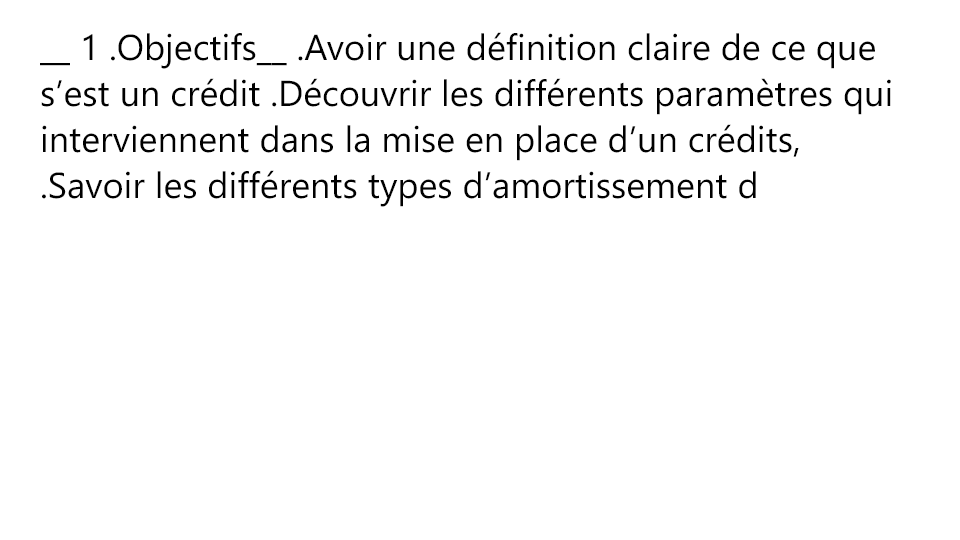 __ 1 .Objectifs__ .Avoir une définition claire de ce que
s’est un crédit .Découvrir les différents paramètres qui
interviennent dans la mise en place d’un crédits,
.Savoir les différents types d’amortissement d